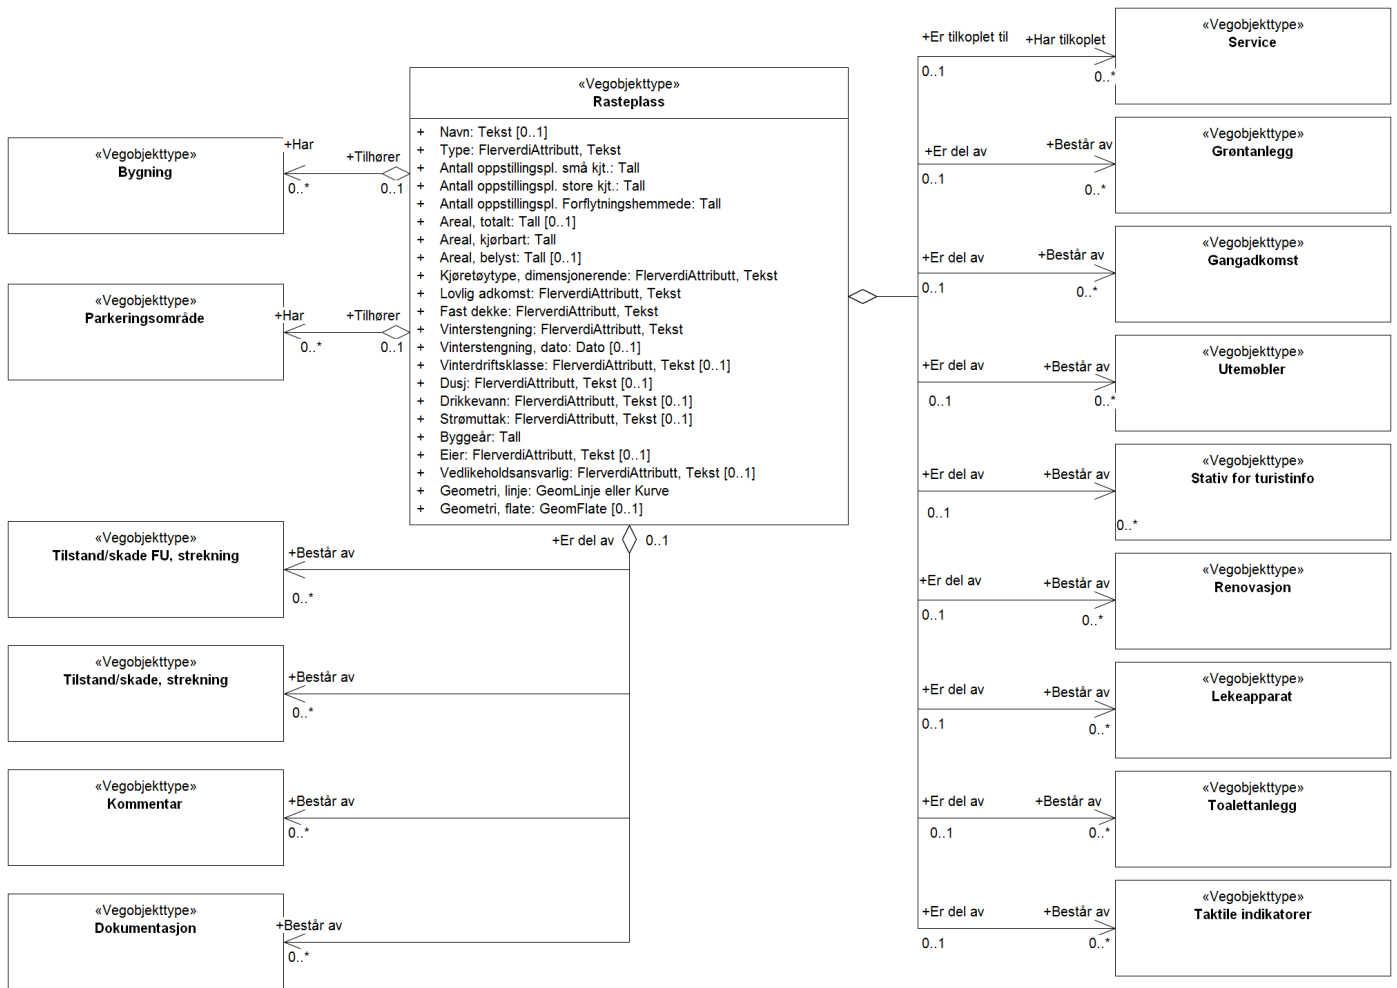 «Vegobjekttype»
Rasteplass
+ Navn: Tekst [0..1]
+ Type: FlerverdiAttributt, Tekst
+ Antall oppstillingspl. små kjt.: Tall
+ Antall oppstillingspl. store kjt.: Tall
+ Antall oppstillingspl. Forflytningshemmede: Tall
+ Areal, totalt: Tall [0..1]
+ Areal, kjørbart: Tall
+ Areal, belyst: Tall [0..1]
+ Kjøretøytype, dimensjonerende: FlerverdiAttributt, Tekst
+ Lovlig adkomst: FlerverdiAttributt, Tekst
+ Fast dekke: FlerverdiAttributt, Tekst
+ Vinterstengning: FlerverdiAttributt, Tekst
+ Vinterstengning, dato: Dato [0..1]
+ Vinterdriftsklasse: FlerverdiAttributt, Tekst [0..1]
+ Dusj: FlerverdiAttributt, Tekst [0..1]
+ Drikkevann: FlerverdiAttributt, Tekst [0..1]
+ Strømuttak: FlerverdiAttributt, Tekst [0..1]
+ Byggeår: Tall
+ Eier: FlerverdiAttributt, Tekst [0..1]
+ Vedlikeholdsansvarlig: FlerverdiAttributt, Tekst [0..1]
+ Geometri, linje: GeomLinje eller Kurve
+ Geometri, flate: GeomFlate [0..1]
«Vegobjekttype»
Bygning
+Har
0..*
+Tilhører
0..1
«Vegobjekttype»
Parkeringsområde
+Har
0..*
+Tilhører
0..1
+Er del av
0..1
«Vegobjekttype»
Tilstand/skade FU, strekning
+Består av
0..*
«Vegobjekttype»
Tilstand/skade, strekning
+Består av
0..*
«Vegobjekttype»
Kommentar
+Består av
0..*
«Vegobjekttype»
Dokumentasjon
+Består av
0..*
+Er tilkoplet til
0..1
+Har tilkoplet
0..*
«Vegobjekttype»
Service
+Er del av
0..1
+Består av
0..*
«Vegobjekttype»
Grøntanlegg
+Er del av
0..1
+Består av
0..*
«Vegobjekttype»
Gangadkomst
+Er del av
0..1
+Består av
0..*
«Vegobjekttype»
Utemøbler
+Er del av
0..1
+Består av
0..*
«Vegobjekttype»
Stativ for turistinfo
+Er del av
0..1
+Består av
0..*
«Vegobjekttype»
Renovasjon
+Er del av
0..1
+Består av
0..*
«Vegobjekttype»
Lekeapparat
+Er del av
0..1
+Består av
0..*
«Vegobjekttype»
Toalettanlegg
+Er del av
0..1
+Består av
0..*
«Vegobjekttype»
Taktile indikatorer